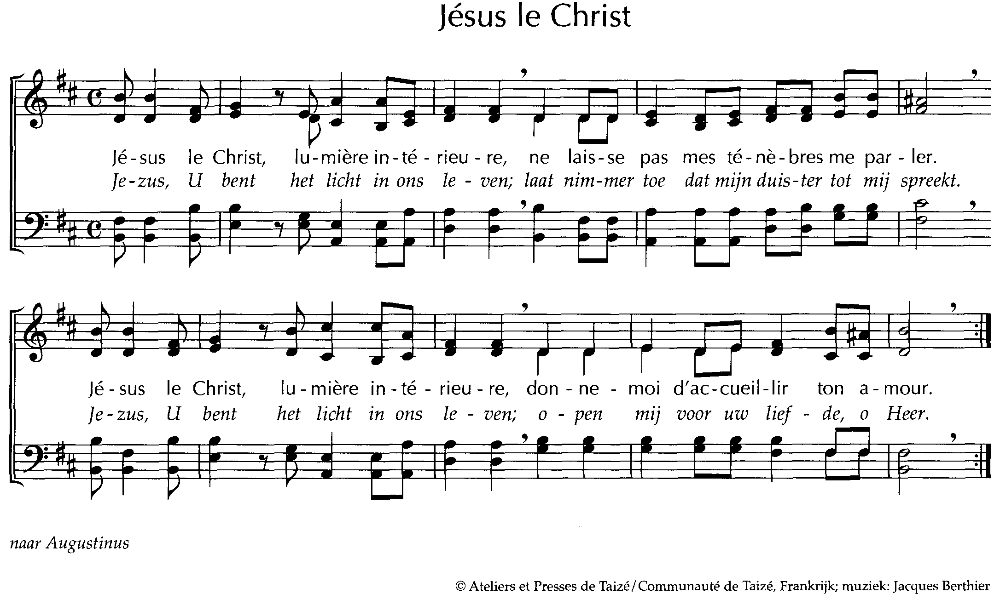 Jésus le Christ
Jé-sus le Christ, lu-mière in-té-rieu-re, ne lais-se pas mes té-nè-bres me par-ler.
Je-zus, U bent het licht in ons le-ven; laat nim-mer toe dat mijn duis-ter tot mij spreekt.
Jé-sus le Christ, lu-mière in-té-rieu-re, don-ne-moi d'ac-cueil-lir ton a-mour.
Je-zus, U bent het licht in ons le-ven; o-pen mij voor uw lief-de, o Heer.
naar Augustinus
© Ateliers et Presses de Taizé/Communauté de Taizé, Frankrijk; muziek: Jacques Berthier